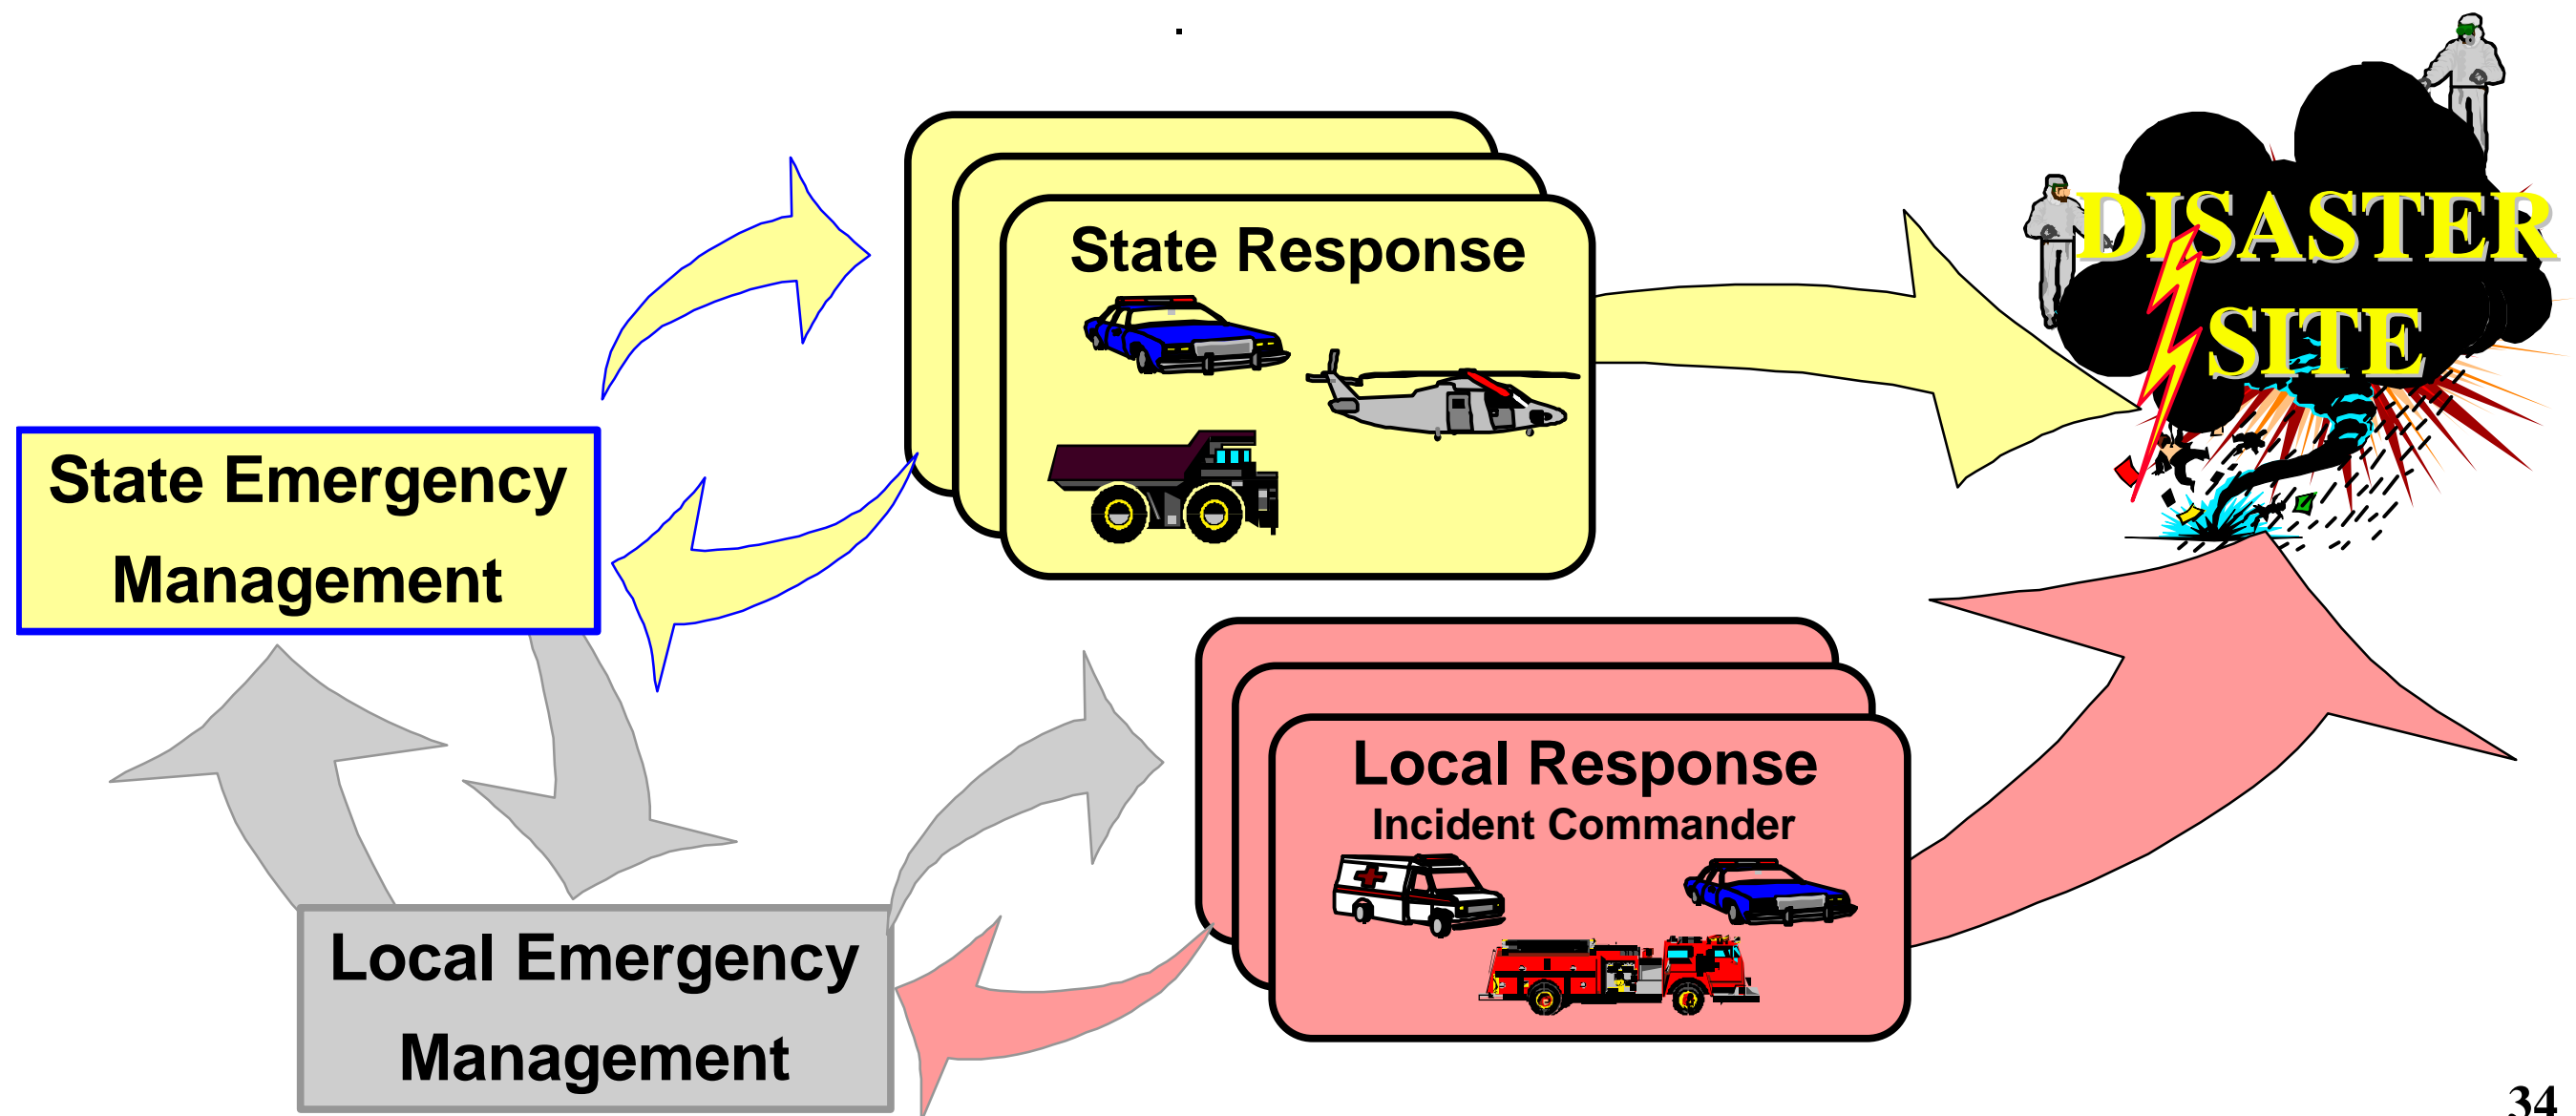 .
State Response
DISASTER
SITE
State Emergency
Management
Local Response
Incident Commander
Local Emergency
Management
34